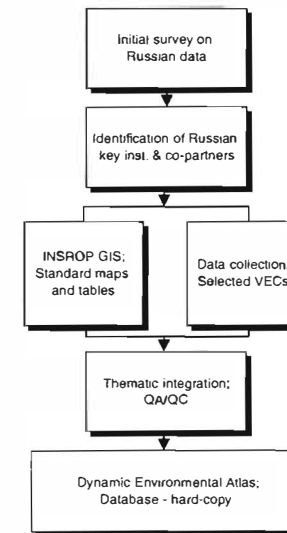 Initial survey on
Russian data
Identification of Russian
key inst. & co-partners
INSROP GIS;
Standard maps
and tables
Data collection,
Selected VECs
Thematic integration;
QA/QC
Dynamic Environmental Atlas;
Database - hard-copy